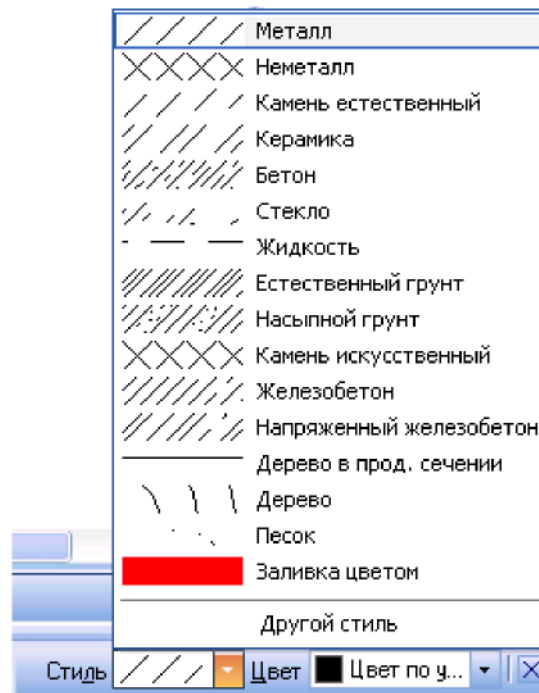 Металл
Неметалл
Камень естественный
Керамика
Бетон
Стекло
Жидкость
Естественный грунт
Насыпной грунт
Камень искусственный
Железобетон
Напряженный железобетон
Дерево в прод. сечении
Дерево
Песок
Заливка цветом
Другой стиль
Стиль Цвет Цвет по у...